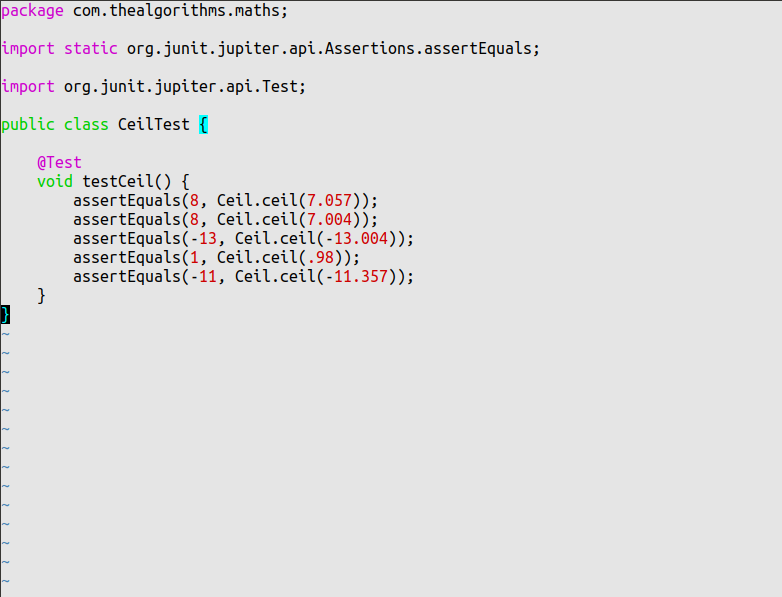 package com.thealgorithms.maths;

import static org.junit.jupiter.api.Assertions.assertEquals;

import org.junit.jupiter.api.Test;

public class CeilTest {

    @Test
    void testCeil() {
        assertEquals(8, Ceil.ceil(7.057));
        assertEquals(8, Ceil.ceil(7.004));
        assertEquals(-13, Ceil.ceil(-13.004));
        assertEquals(1, Ceil.ceil(.98));
        assertEquals(-11, Ceil.ceil(-11.357));
    }
}
~
~
~
~
~
~
~
~
~
~
~
~
~
~